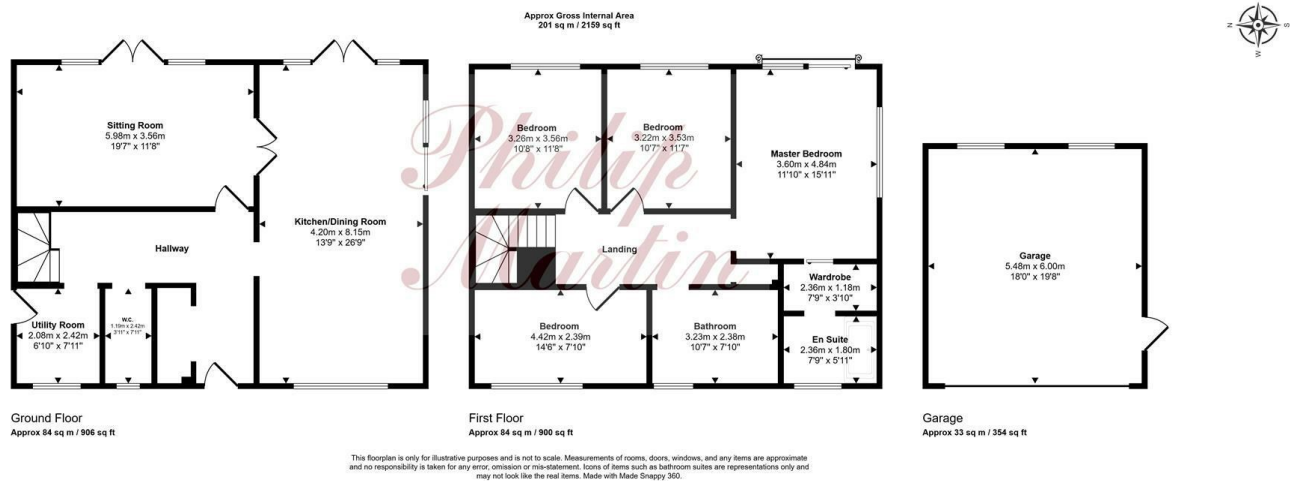 Approx Gross Internal Area
201 sq m / 2159 sq ft
N
S
W
Sitting Room
5.98m x 3.56m
19'7" x 11'8"
Kitchen/Dining Room
4.20m x 8.15m
13'9" x 26'9"
Hallway
Utility Room
2.08m x 2.42m
6'10" x 7'11"
W.C.
1.19m x 2.42m
3'11" x 7'11"
Ground Floor
Approx 84 sq m / 906 sq ft
Bedroom
3.26m x 3.56m
10'8" x 11'8"
Bedroom
3.22m x 3.53m
10'7" x 11'7"
Master Bedroom
3.60m x 4.84m
11'10" x 15'11"
Philip
Martin
Landing
Wardrobe
2.36m x 1.18m
7'9" x 3'10"
Bedroom
4.42m x 2.39m
14'6" x 7'10"
Bathroom
3.23m x 2.38m
10'7" x 7'10"
En Suite
2.36m x 1.80m
7'9" x 5'11"
First Floor
Approx 84 sq m / 900 sq ft
Garage
5.48m x 6.00m
18'0" x 19'8"
Garage
Approx 33 sq m / 354 sq ft
This floorplan is only for illustrative purposes and is not to scale. Measurements of rooms, doors, windows, and any items are approximate
and no responsibility is taken for any error, omission or mis-statement. Icons of items such as bathroom suites are representations only and
may not look like the real items. Made with Made Snappy 360.